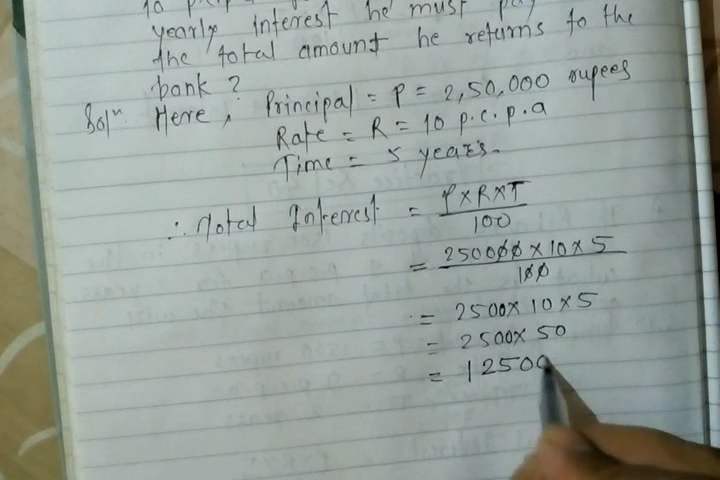 10 p.c.p.a
yearly interest he must pay
the total amount he returns to the
bank ?
Solⁿ Here, Principal = P = 2,50,000 rupees
Rate = R = 10 p.c.p.a
Time = 5 years.
∴ Total Interest = P×R×T
100
= 250000 × 10 × 5
100
= 2500 × 10 × 5
= 2500 × 50
= 12500